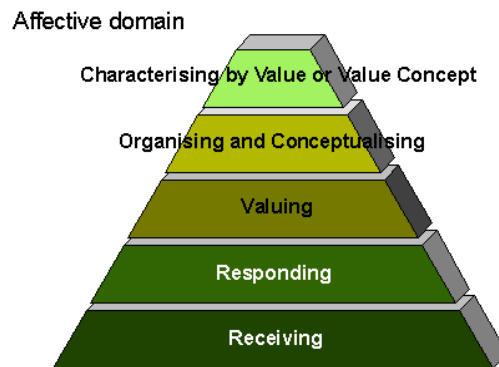 Affective domain
Characterising by Value or Value Concept
Organising and Conceptualising
Valuing
Responding
Receiving